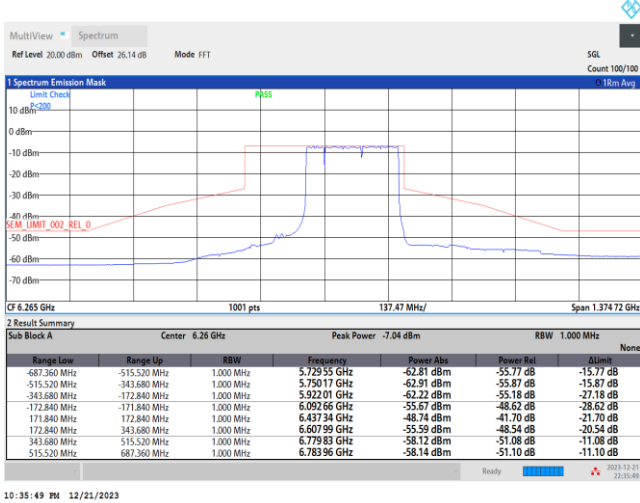 MultiView Spectrum
Ref Level 20.00 dBm Offset 26.14 dB Mode FFT SGL
Count 100/100
1 Spectrum Emission Mask 1Rm Avg
Limit Check PASS
P<200
10 dBm
0 dBm
-10 dBm
-20 dBm
-30 dBm
-40 dBm
SEM_LIMIT_002_REL_0
-50 dBm
-60 dBm
-70 dBm
CF 6.265 GHz 1001 pts 137.47 MHz/ Span 1.374 72 GHz
2 Result Summary
Sub Block A Center 6.26 GHz Peak Power -7.04 dBm RBW 1.000 MHz
None
Range Low Range Up RBW Frequency Power Abs Power Rel ΔLimit
-687.360 MHz -515.520 MHz 1.000 MHz 5.729 55 GHz -62.81 dBm -55.77 dB -15.77 dB
-515.520 MHz -343.680 MHz 1.000 MHz 5.750 17 GHz -62.91 dBm -55.87 dB -15.87 dB
-343.680 MHz -172.840 MHz 1.000 MHz 5.922 01 GHz -62.22 dBm -55.18 dB -27.18 dB
-172.840 MHz -171.840 MHz 1.000 MHz 6.092 66 GHz -55.67 dBm -48.62 dB -28.62 dB
171.840 MHz 172.840 MHz 1.000 MHz 6.437 34 GHz -48.74 dBm -41.70 dB -21.70 dB
172.840 MHz 343.680 MHz 1.000 MHz 6.607 99 GHz -55.59 dBm -48.54 dB -20.54 dB
343.680 MHz 515.520 MHz 1.000 MHz 6.779 83 GHz -58.12 dBm -51.08 dB -11.08 dB
515.520 MHz 687.360 MHz 1.000 MHz 6.783 96 GHz -58.14 dBm -51.10 dB -11.10 dB
Ready 2023-12-21
22:35:49
10:35:49 PM 12/21/2023